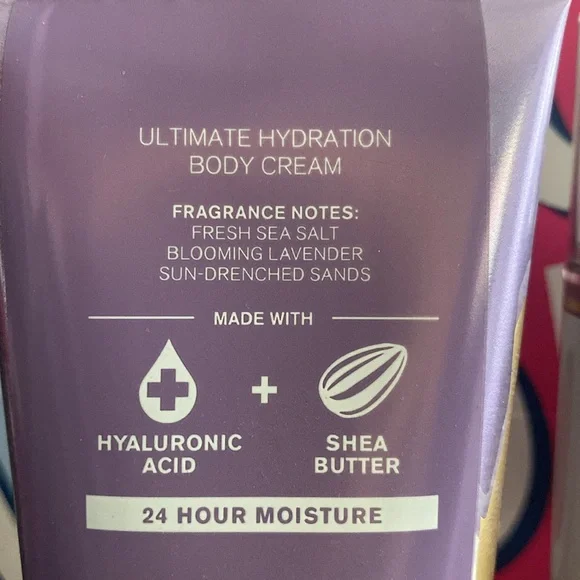 ULTIMATE HYDRATION
BODY CREAM
FRAGRANCE NOTES:
FRESH SEA SALT
BLOOMING LAVENDER
SUN-DRENCHED SANDS
MADE WITH
HYALURONIC
ACID
+
SHEA
BUTTER
24 HOUR MOISTURE